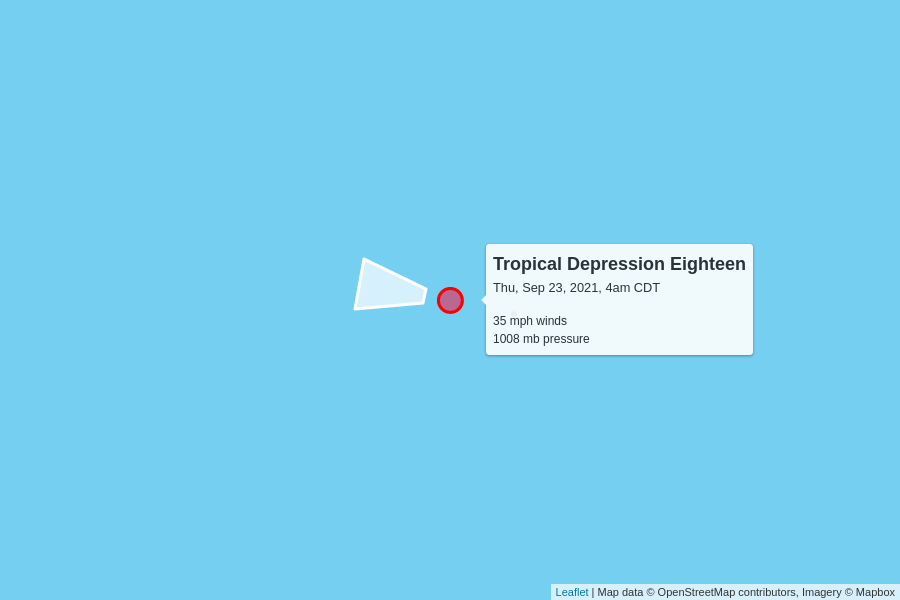 Tropical Depression Eighteen
Thu, Sep 23, 2021, 4am CDT
35 mph winds
1008 mb pressure
Leaflet | Map data © OpenStreetMap contributors, Imagery © Mapbox